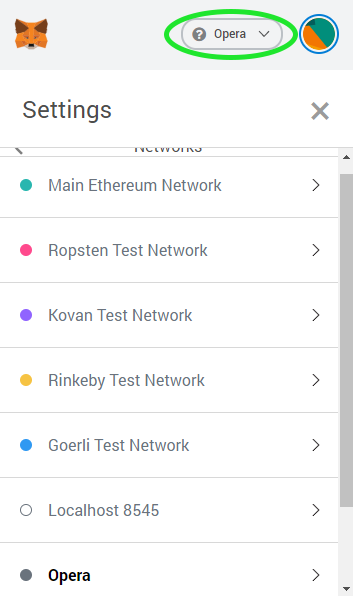 Opera
Settings
Networks
Main Ethereum Network
Ropsten Test Network
Kovan Test Network
Rinkeby Test Network
Goerli Test Network
Localhost 8545
Opera